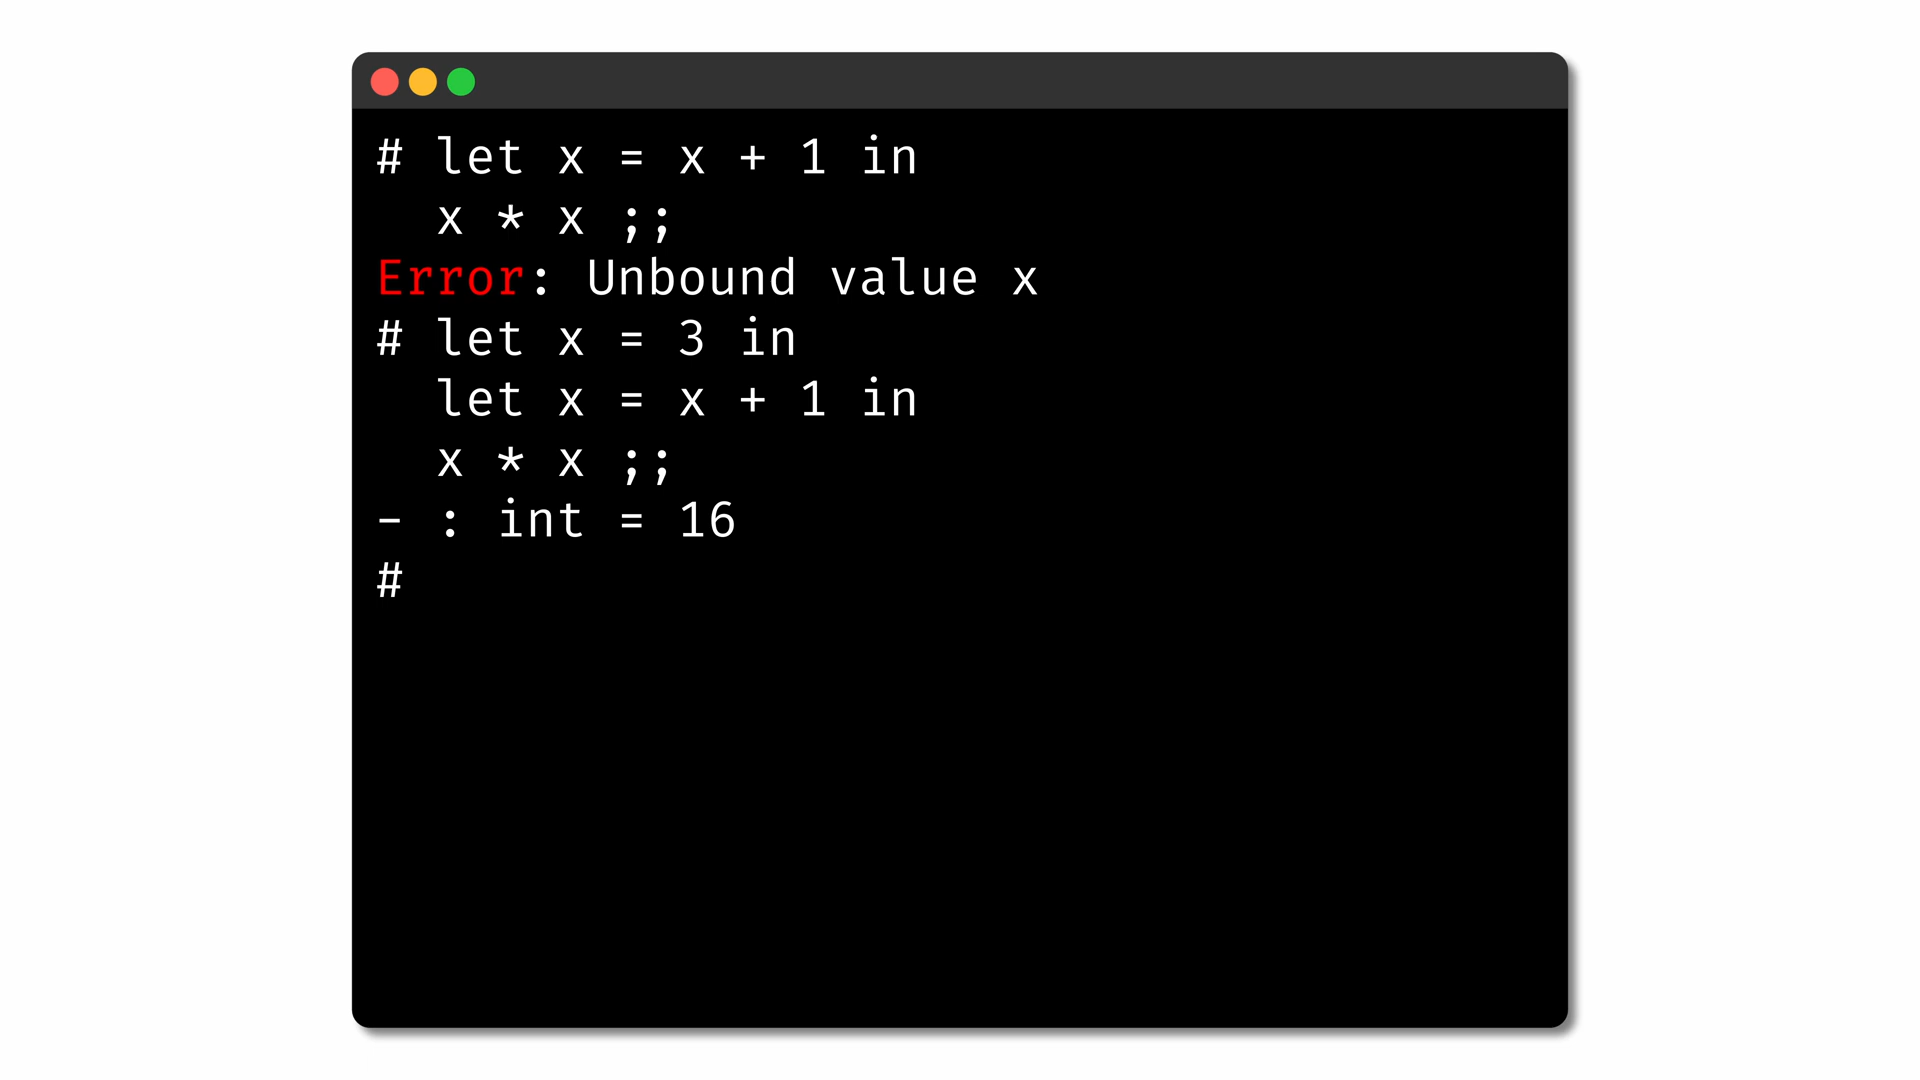 # let x = x + 1 in
  x * x ;;
Error: Unbound value x
# let x = 3 in
  let x = x + 1 in
  x * x ;;
- : int = 16
#